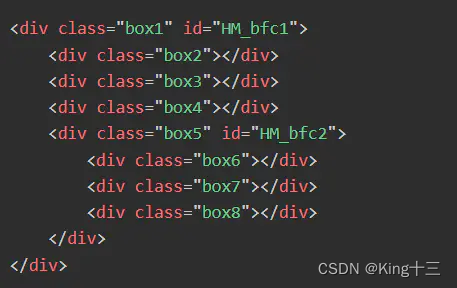 <div class="box1" id="HM_bfc1">
    <div class="box2"></div>
    <div class="box3"></div>
    <div class="box4"></div>
    <div class="box5" id="HM_bfc2">
        <div class="box6"></div>
        <div class="box7"></div>
        <div class="box8"></div>
    </div>
</div>
CSDN @King十三